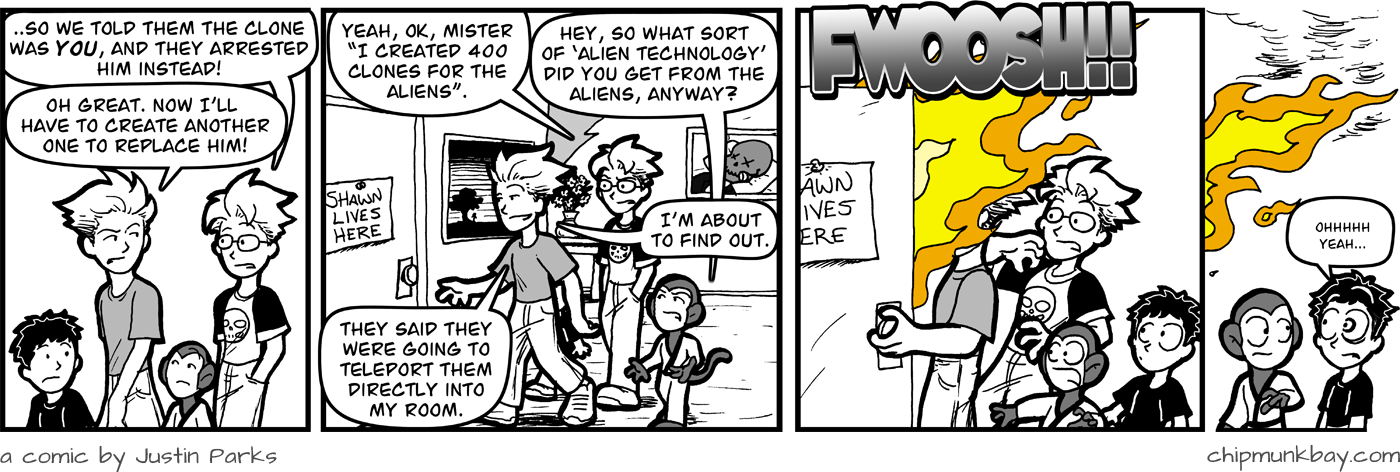 ..SO WE TOLD THEM THE CLONE
WAS YOU, AND THEY ARRESTED
HIM INSTEAD!
OH GREAT. NOW I'LL
HAVE TO CREATE ANOTHER
ONE TO REPLACE HIM!
YEAH, OK, MISTER
"I CREATED 400
CLONES FOR THE
ALIENS".
HEY, SO WHAT SORT
OF 'ALIEN TECHNOLOGY'
DID YOU GET FROM THE
ALIENS, ANYWAY?
SHAWN
LIVES
HERE
I'M ABOUT
TO FIND OUT.
THEY SAID THEY
WERE GOING TO
TELEPORT THEM
DIRECTLY INTO
MY ROOM.
FWOOSH!!
AWN
IVES
ERE
OHHHHH
YEAH...
a comic by Justin Parks
chipmunkbay.com